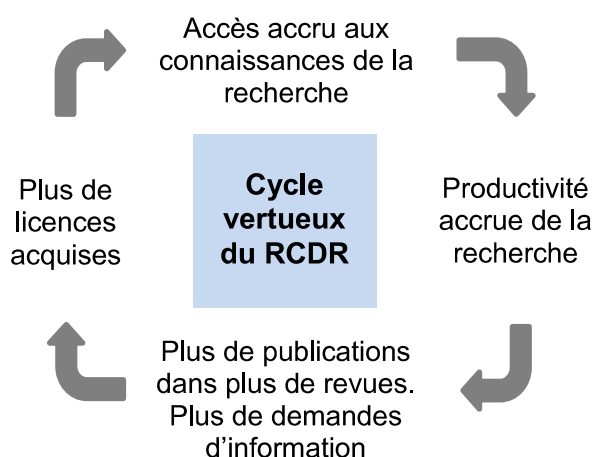 Accès accru aux
connaissances de la
recherche
Plus de
licences
acquises
Cycle
vertueux
du RCDR
Productivité
accrue de la
recherche
Plus de publications
dans plus de revues.
Plus de demandes
d'information